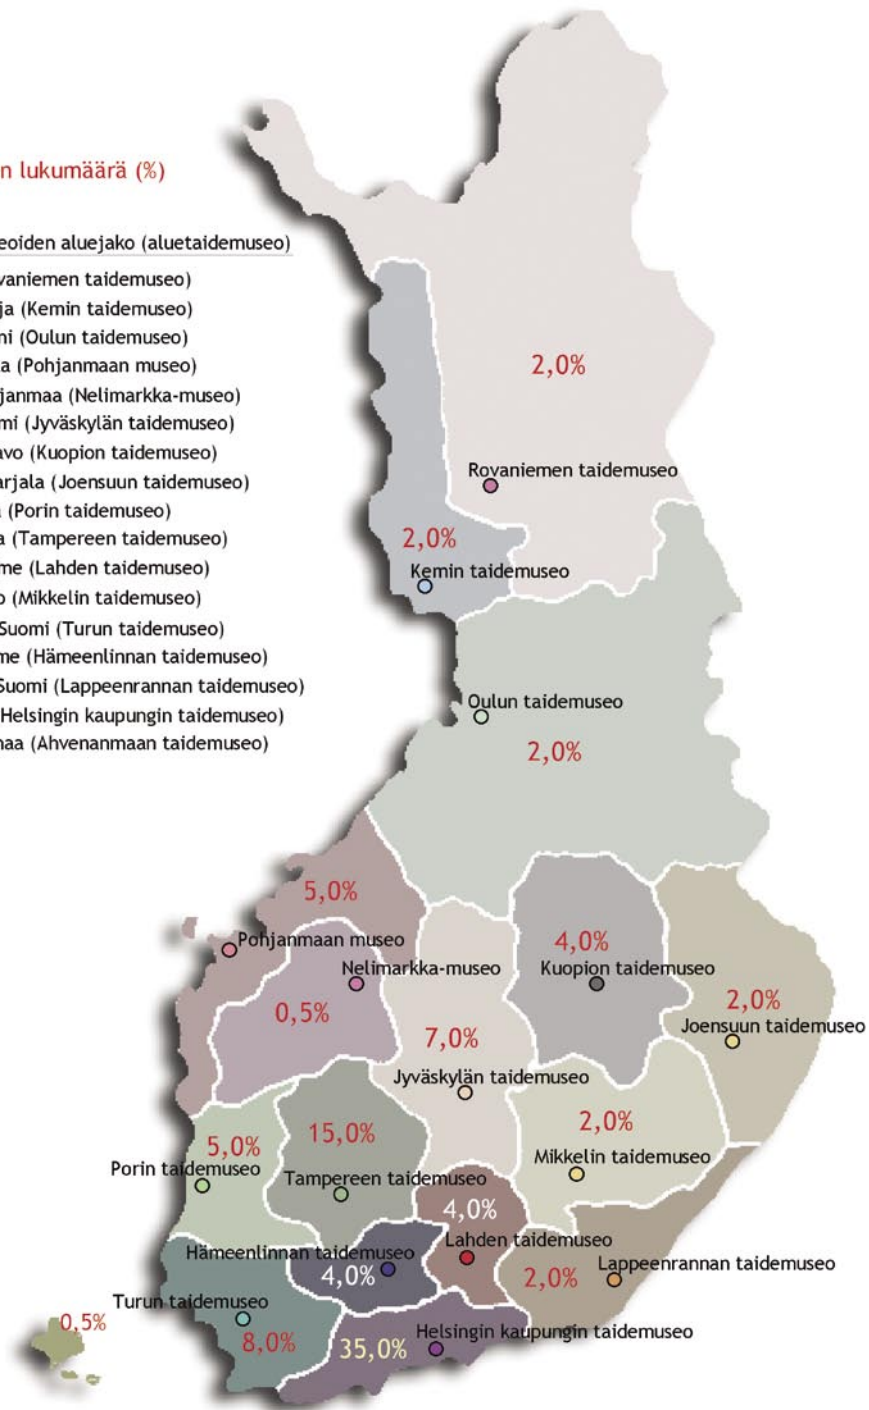 n lukumäärä (%)
eoiden aluejako (aluetaidemuseo)
vaniemen taidemuseo)
ja (Kemin taidemuseo)
ni (Oulun taidemuseo)
a (Pohjanmaan museo)
janmaa (Nelimarkka-museo)
mi (Jyväskylän taidemuseo)
avo (Kuopion taidemuseo)
arjala (Joensuun taidemuseo)
(Porin taidemuseo)
a (Tampereen taidemuseo)
me (Lahden taidemuseo)
o (Mikkelin taidemuseo)
Suomi (Turun taidemuseo)
me (Hämeenlinnan taidemuseo)
Suomi (Lappeenrannan taidemuseo)
(Helsingin kaupungin taidemuseo)
maa (Ahvenanmaan taidemuseo)
2,0%
Rovaniemen taidemuseo
2,0%
Kemin taidemuseo
Oulun taidemuseo
2,0%
5,0%
Pohjanmaan museo
4,0%
Nelimarkka-museo
Kuopion taidemuseo
0,5%
2,0%
Joensuun taidemuseo
7,0%
Jyväskylän taidemuseo
5,0%
15,0%
2,0%
Porin taidemuseo
Tampereen taidemuseo
Mikkelin taidemuseo
4,0%
Hämeenlinnan taidemuseo
Lahden taidemuseo
4,0%
2,0%
Lappeenrannan taidemuseo
Turun taidemuseo
0,5%
8,0%
35,0%
Helsingin kaupungin taidemuseo